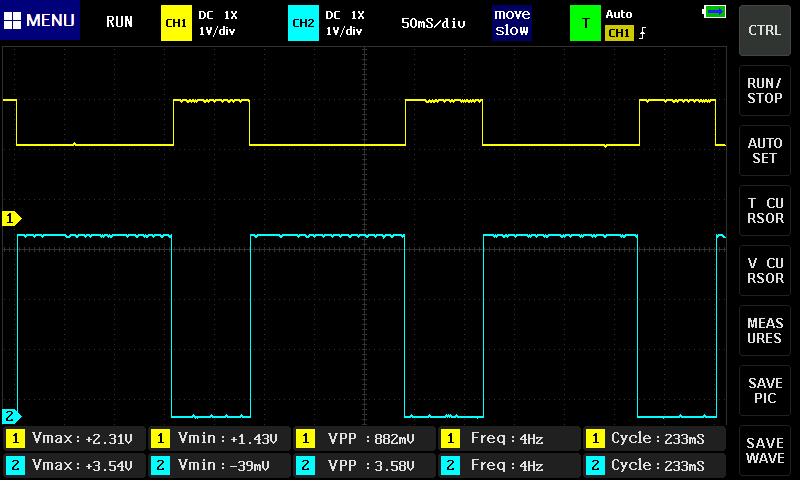 MENU RUN CH1 DC 1X CH2 DC 1X 50mS/div move T Auto
1V/div 1V/div slow CH1
CTRL
RUN/
STOP
AUTO
SET
T CU
RSOR
V CU
RSOR
MEAS
URES
SAVE
PIC
SAVE
WAVE
1
2
1 Vmax:+2.31V 1 Vmin:+1.43V 1 VPP :882mV 1 Freq:4Hz 1 Cycle:233mS
2 Vmax:+3.54V 2 Vmin:-39mV 2 VPP :3.58V 2 Freq:4Hz 2 Cycle:233mS